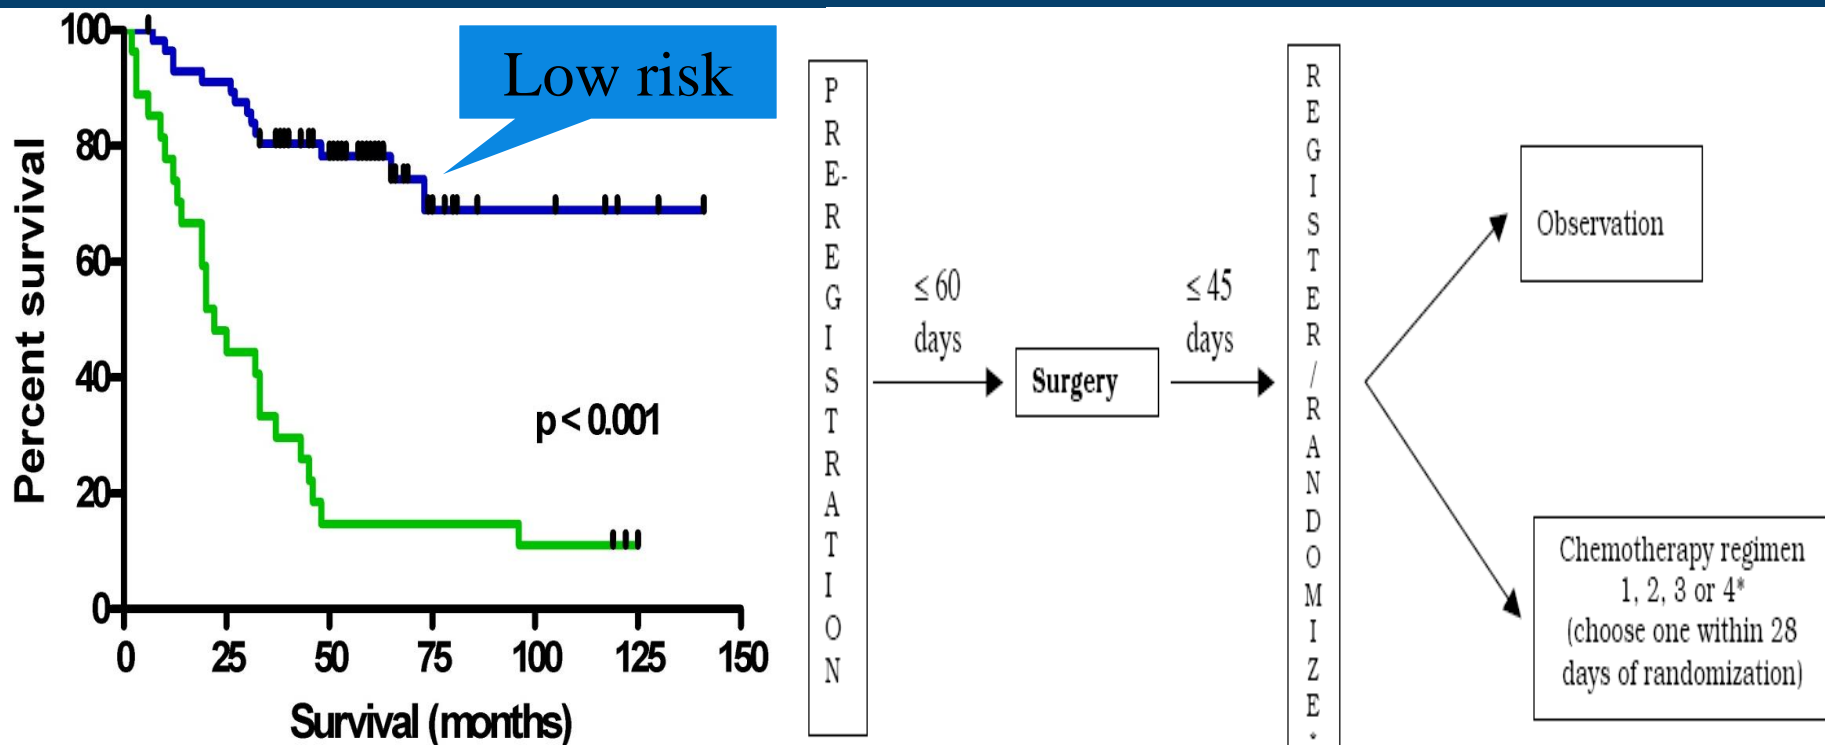 100
80
60
40
20
0
0 25 50 75 100 125 150
Percent survival
Survival (months)
Low risk
p < 0.001
PRE-REGISTRATION
≤ 60
days
Surgery
≤ 45
days
REGISTER/RANDOMIZE*
Observation
Chemotherapy regimen
1, 2, 3 or 4*
(choose one within 28
days of randomization)